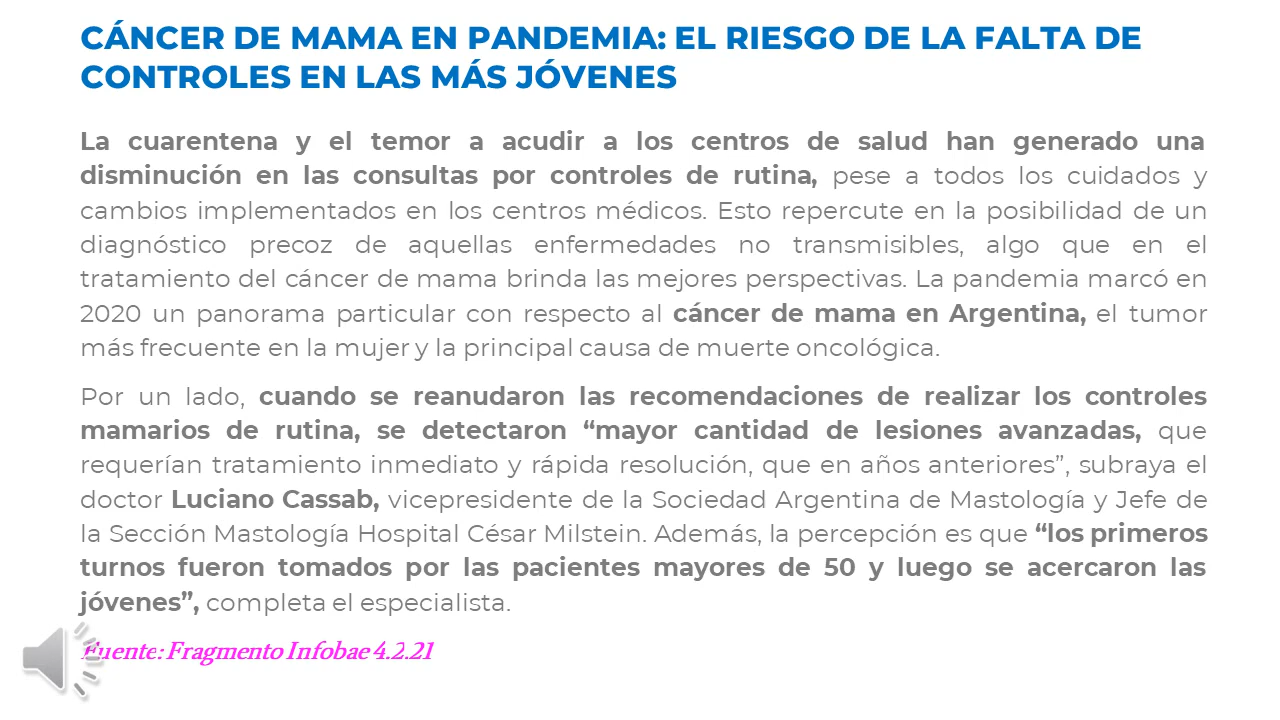 CÁNCER DE MAMA EN PANDEMIA: EL RIESGO DE LA FALTA DE
CONTROLES EN LAS MÁS JÓVENES
La cuarentena y el temor a acudir a los centros de salud han generado una
disminución en las consultas por controles de rutina, pese a todos los cuidados y
cambios implementados en los centros médicos. Esto repercute en la posibilidad de un
diagnóstico precoz de aquellas enfermedades no transmisibles, algo que en el
tratamiento del cáncer de mama brinda las mejores perspectivas. La pandemia marcó en
2020 un panorama particular con respecto al cáncer de mama en Argentina, el tumor
más frecuente en la mujer y la principal causa de muerte oncológica.
Por un lado, cuando se reanudaron las recomendaciones de realizar los controles
mamarios de rutina, se detectaron “mayor cantidad de lesiones avanzadas, que
requerían tratamiento inmediato y rápida resolución, que en años anteriores”, subraya el
doctor Luciano Cassab, vicepresidente de la Sociedad Argentina de Mastología y Jefe de
la Sección Mastología Hospital César Milstein. Además, la percepción es que “los primeros
turnos fueron tomados por las pacientes mayores de 50 y luego se acercaron las
jóvenes”, completa el especialista.
Fuente: Fragmento Infobae 4.2.21